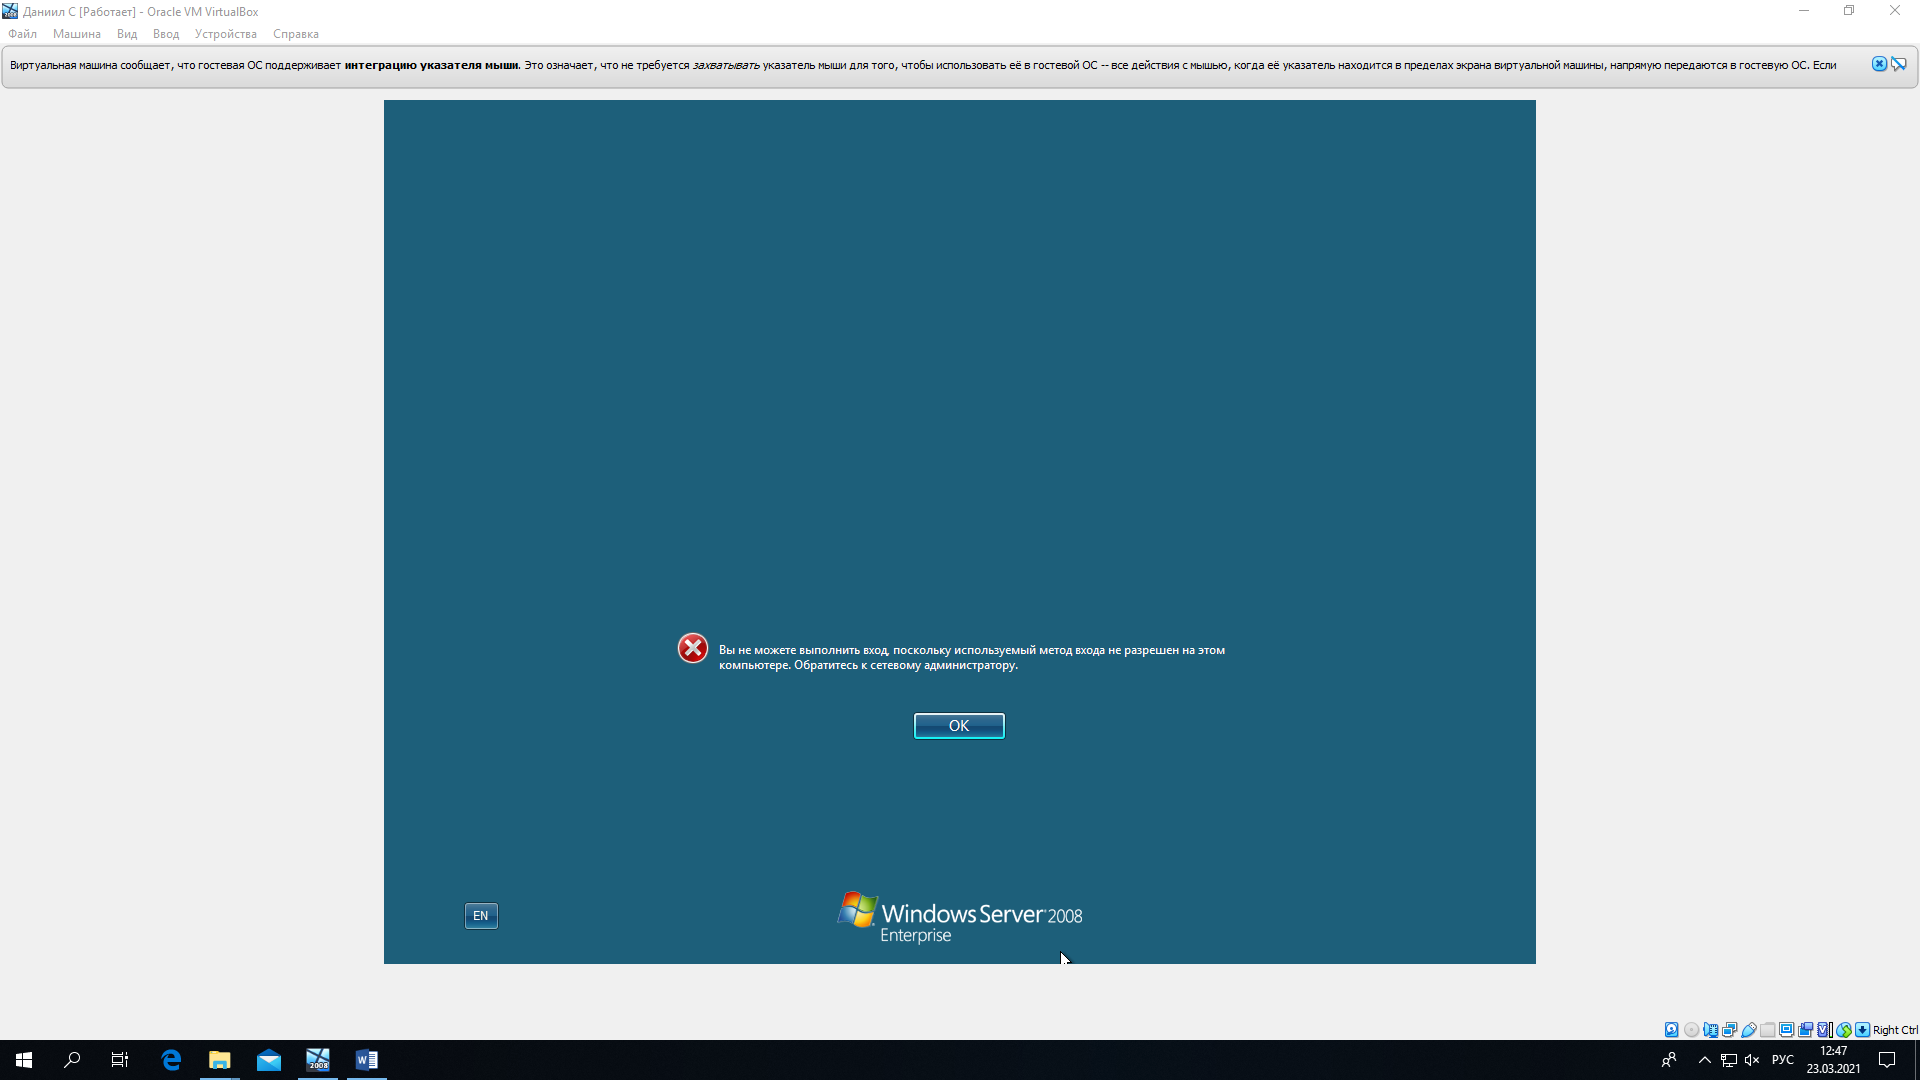 Даниил С [Работает] - Oracle VM VirtualBox
Файл Машина Вид Ввод Устройства Справка
Виртуальная машина сообщает, что гостевая ОС поддерживает интеграцию указателя мыши. Это означает, что не требуется захватывать указатель мыши для того, чтобы использовать её в гостевой ОС -- все действия с мышью, когда её указатель находится в пределах экрана виртуальной машины, напрямую передаются в гостевую ОС. Если
Вы не можете выполнить вход, поскольку используемый метод входа не разрешен на этом
компьютере. Обратитесь к сетевому администратору.
OK
EN
Windows Server 2008
Enterprise
Right Ctrl
2008
W
РУС
12:47
23.03.2021